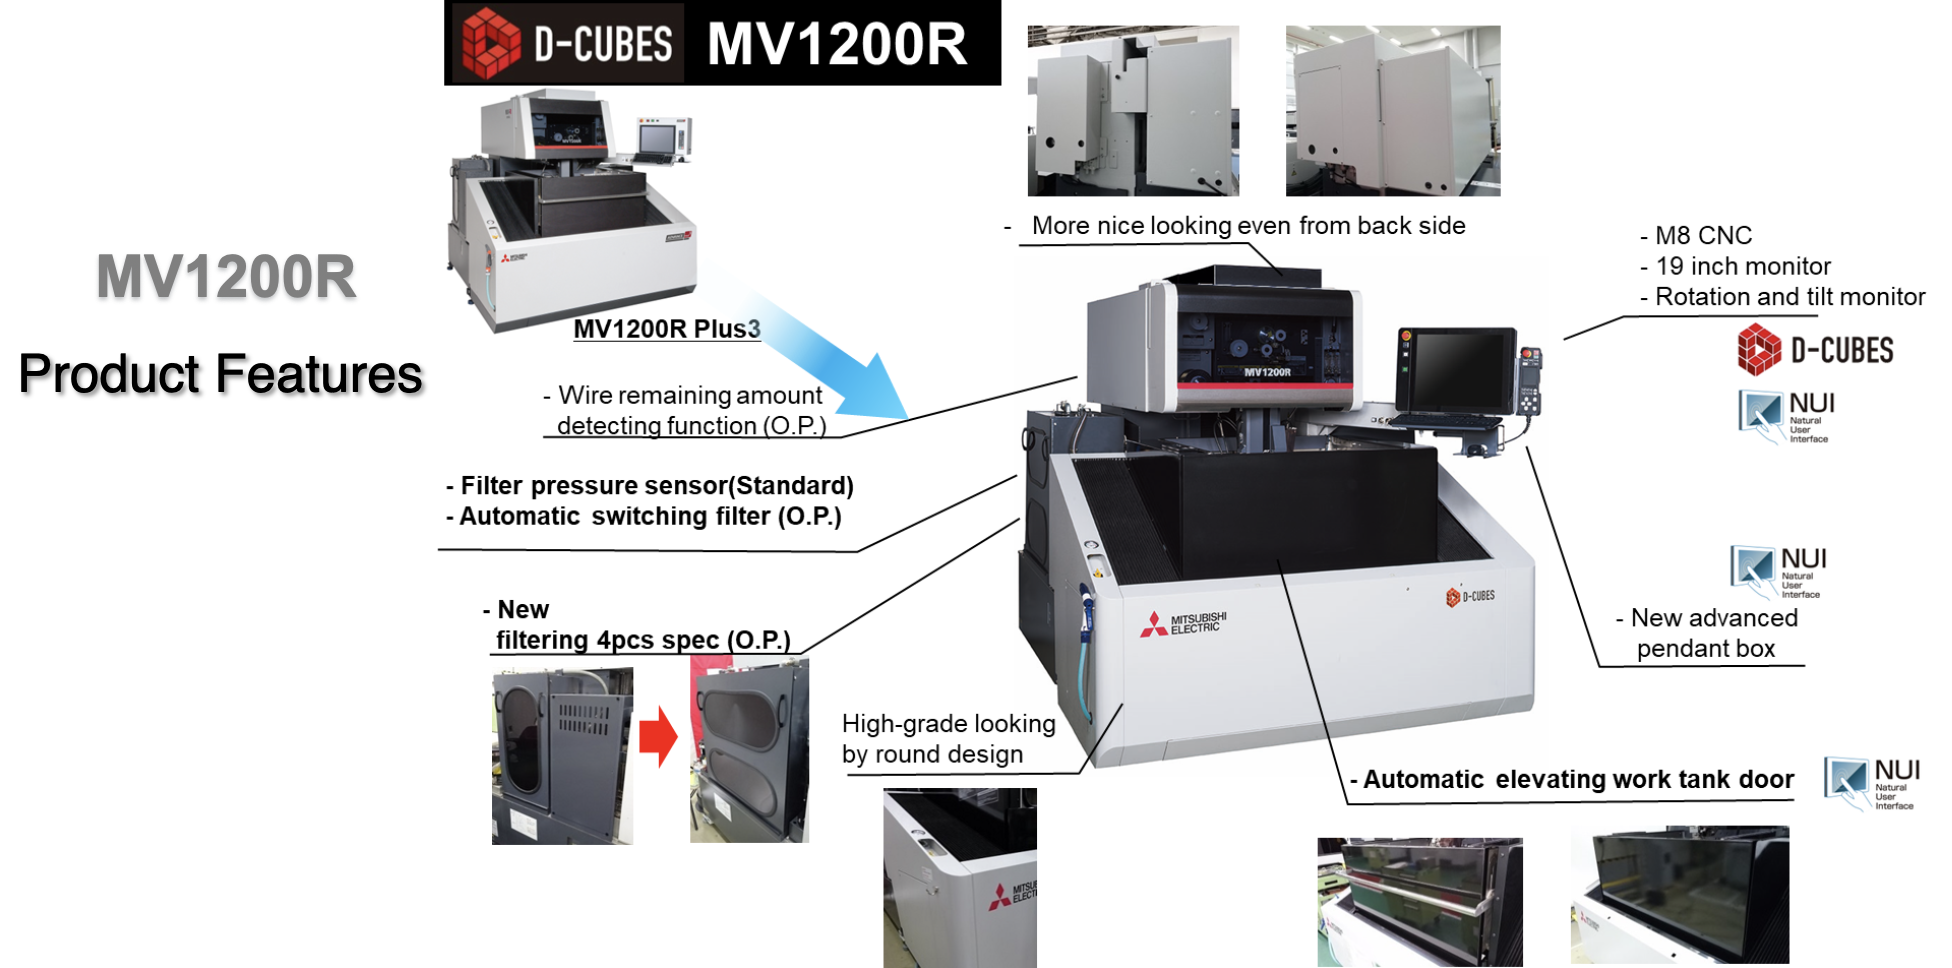 D-CUBES MV1200R
MV1200R
Product Features
MV1200R Plus3
- More nice looking even from back side
- M8 CNC
- 19 inch monitor
- Rotation and tilt monitor
D-CUBES
NUI
Natural
User
Interface
- Wire remaining amount
detecting function (O.P.)
- Filter pressure sensor(Standard)
- Automatic switching filter (O.P.)
- New
filtering 4pcs spec (O.P.)
MV1200R
MITSUBISHI
ELECTRIC
D-CUBES
NUI
Natural
User
Interface
- New advanced
pendant box
High-grade looking
by round design
- Automatic elevating work tank door
NUI
Natural
User
Interface
MITSU
ELECT